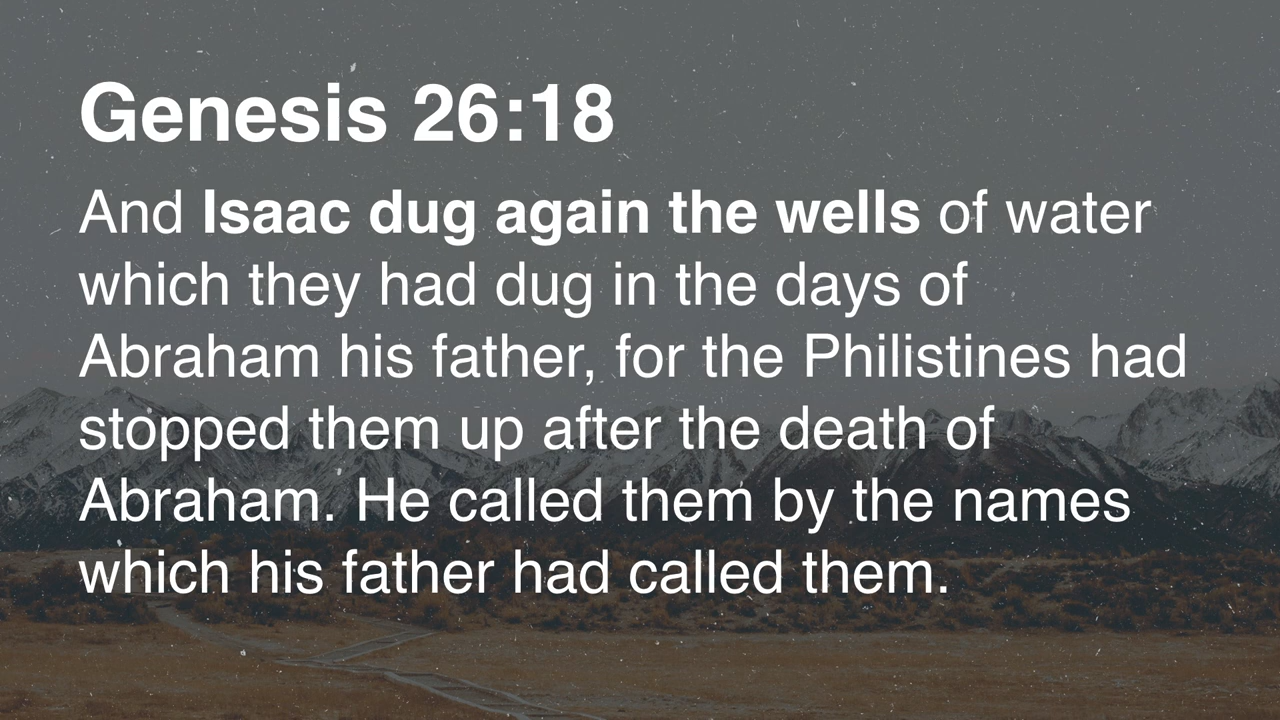 Genesis 26:18
And Isaac dug again the wells of water
which they had dug in the days of
Abraham his father, for the Philistines had
stopped them up after the death of
Abraham. He called them by the names
which his father had called them.